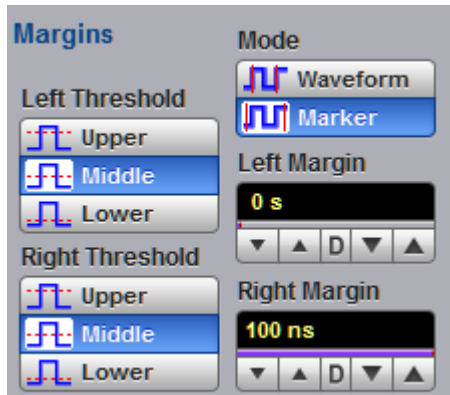 Margins
Left Threshold
Upper
Middle
Lower
Right Threshold
Upper
Middle
Lower
Mode
Waveform
Marker
Left Margin
0 s
D
Right Margin
100 ns
D